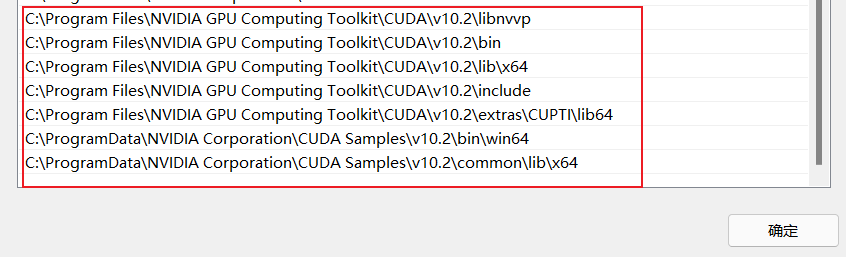 C:\Program Files\NVIDIA GPU Computing Toolkit\CUDA\v10.2\libnvvp
C:\Program Files\NVIDIA GPU Computing Toolkit\CUDA\v10.2\bin
C:\Program Files\NVIDIA GPU Computing Toolkit\CUDA\v10.2\lib\x64
C:\Program Files\NVIDIA GPU Computing Toolkit\CUDA\v10.2\include
C:\Program Files\NVIDIA GPU Computing Toolkit\CUDA\v10.2\extras\CUPTI\lib64
C:\ProgramData\NVIDIA Corporation\CUDA Samples\v10.2\bin\win64
C:\ProgramData\NVIDIA Corporation\CUDA Samples\v10.2\common\lib\x64
确定